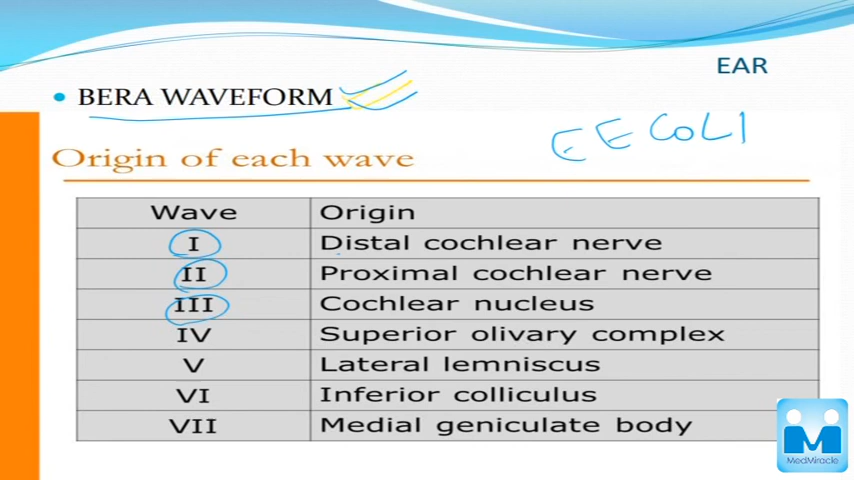 EAR
BERA WAVEFORM
E E COLI
Origin of each wave
Wave Origin
I Distal cochlear nerve
II Proximal cochlear nerve
III Cochlear nucleus
IV Superior olivary complex
V Lateral lemniscus
VI Inferior colliculus
VII Medial geniculate body
MedMiracle